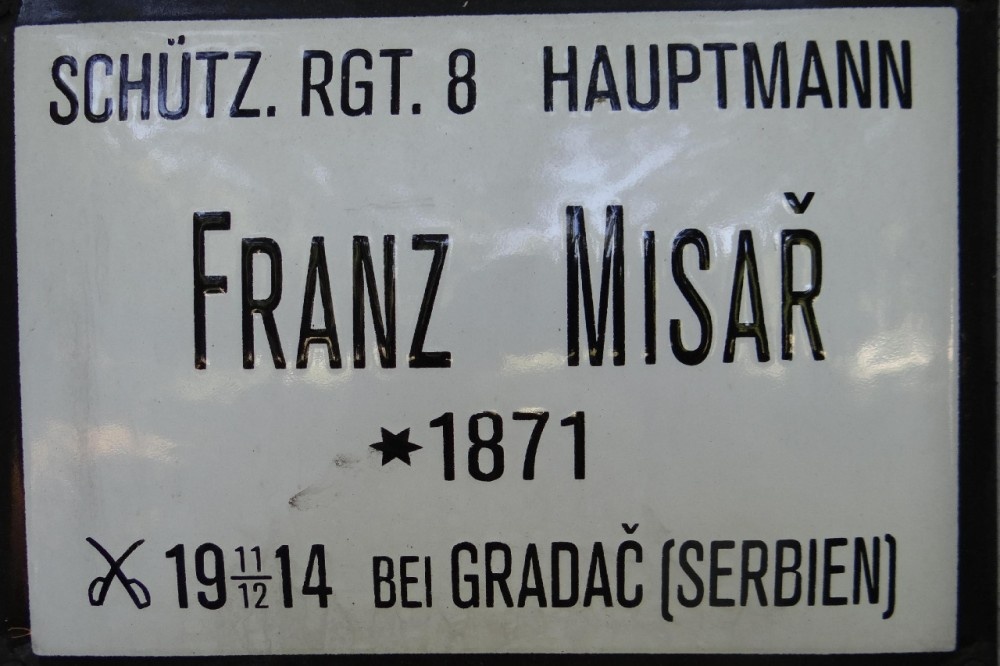 SCHÜTZ. RGT. 8 HAUPTMANN
FRANZ MISAŘ
✶1871
⚔ 19 11/12 14 BEI GRADAČ (SERBIEN)